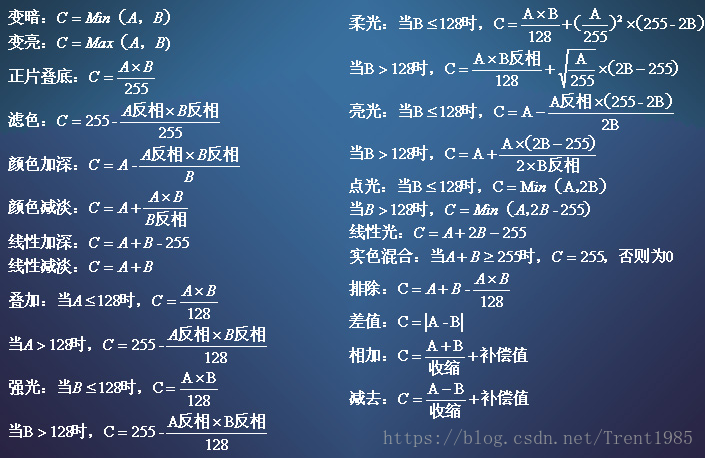 变暗：C = Min（A，B）
变亮：C = Max（A，B）
正片叠底：C = A×B / 255
滤色：C = 255 - A反相×B反相 / 255
颜色加深：C = A - A反相×B反相 / B
颜色减淡：C = A + A×B / B反相
线性加深：C = A + B - 255
线性减淡：C = A + B
叠加：当A ≤ 128时，C = A×B / 128
当A > 128时，C = 255 - A反相×B反相 / 128
强光：当B ≤ 128时，C = A×B / 128
当B > 128时，C = 255 - A反相×B反相 / 128
柔光：当B ≤ 128时，C = A×B / 128 + (A / 255)²×(255 - 2B)
当B > 128时，C = A×B反相 / 128 + √(A / 255)×(2B - 255)
亮光：当B ≤ 128时，C = A - A反相×(255 - 2B) / 2B
当B > 128时，C = A + A×(2B - 255) / 2×B反相
点光：当B ≤ 128时，C = Min（A,2B）
当B > 128时，C = Min（A,2B - 255）
线性光：C = A + 2B - 255
实色混合：当A + B ≥ 255时，C = 255，否则为0
排除：C = A + B - A×B / 128
差值：C = |A - B|
相加：C = A + B / 收缩 + 补偿值
减去：C = A - B / 收缩 + 补偿值
https://blog.csdn.net/Trent1985